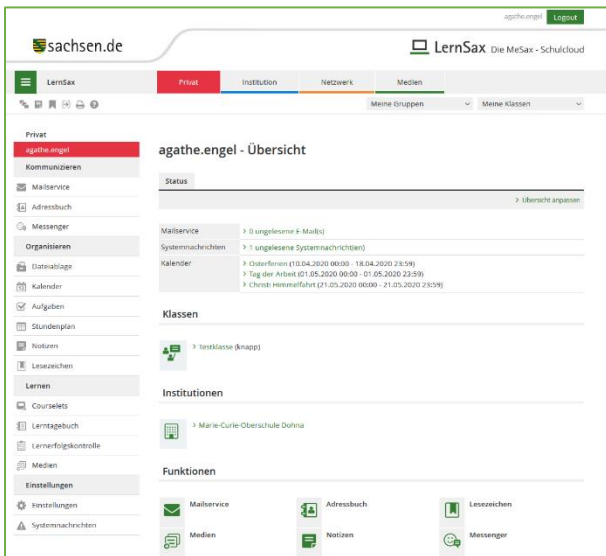 agathe.engel Logout
sachsen.de
LernSax Die MeSax - Schulcloud
LernSax Privat Institution Netzwerk Medien
Meine Gruppen Meine Klassen
Privat
agathe.engel
Kommunizieren
Mailservice
Adressbuch
Messenger
Organisieren
Dateiablage
Kalender
Aufgaben
Stundenplan
Notizen
Lesezeichen
Lernen
Courselets
Lerntagebuch
Lernerfolgskontrolle
Medien
Einstellungen
Einstellungen
Systemnachrichten
agathe.engel - Übersicht
Status
> Übersicht anpassen
Mailservice > 0 ungelesene E-Mail(s)
Systemnachrichten > 1 ungelesene Systemnachricht(en)
Kalender > Osterferien (10.04.2020 00:00 - 18.04.2020 23:59)
> Tag der Arbeit (01.05.2020 00:00 - 01.05.2020 23:59)
> Christi Himmelfahrt (21.05.2020 00:00 - 21.05.2020 23:59)
Klassen
> Testklasse (knapp)
Institutionen
> Marie-Curie-Oberschule Dohna
Funktionen
Mailservice Adressbuch Lesezeichen
Medien Notizen Messenger